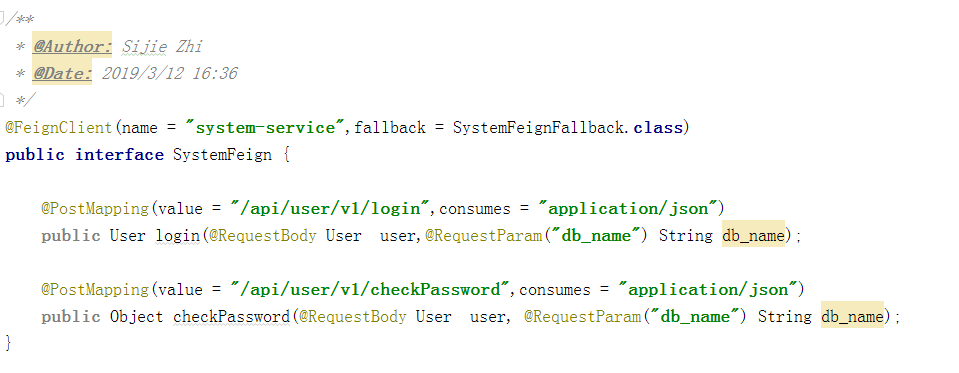 /**
 * @Author: Sijie Zhi
 * @Date: 2019/3/12 16:36
 */
@FeignClient(name = "system-service",fallback = SystemFeignFallback.class)
public interface SystemFeign {
    @PostMapping(value = "/api/user/v1/login",consumes = "application/json")
    public User login(@RequestBody User  user,@RequestParam("db_name") String db_name);
    @PostMapping(value = "/api/user/v1/checkPassword",consumes = "application/json")
    public Object checkPassword(@RequestBody User  user, @RequestParam("db_name") String db_name);
}